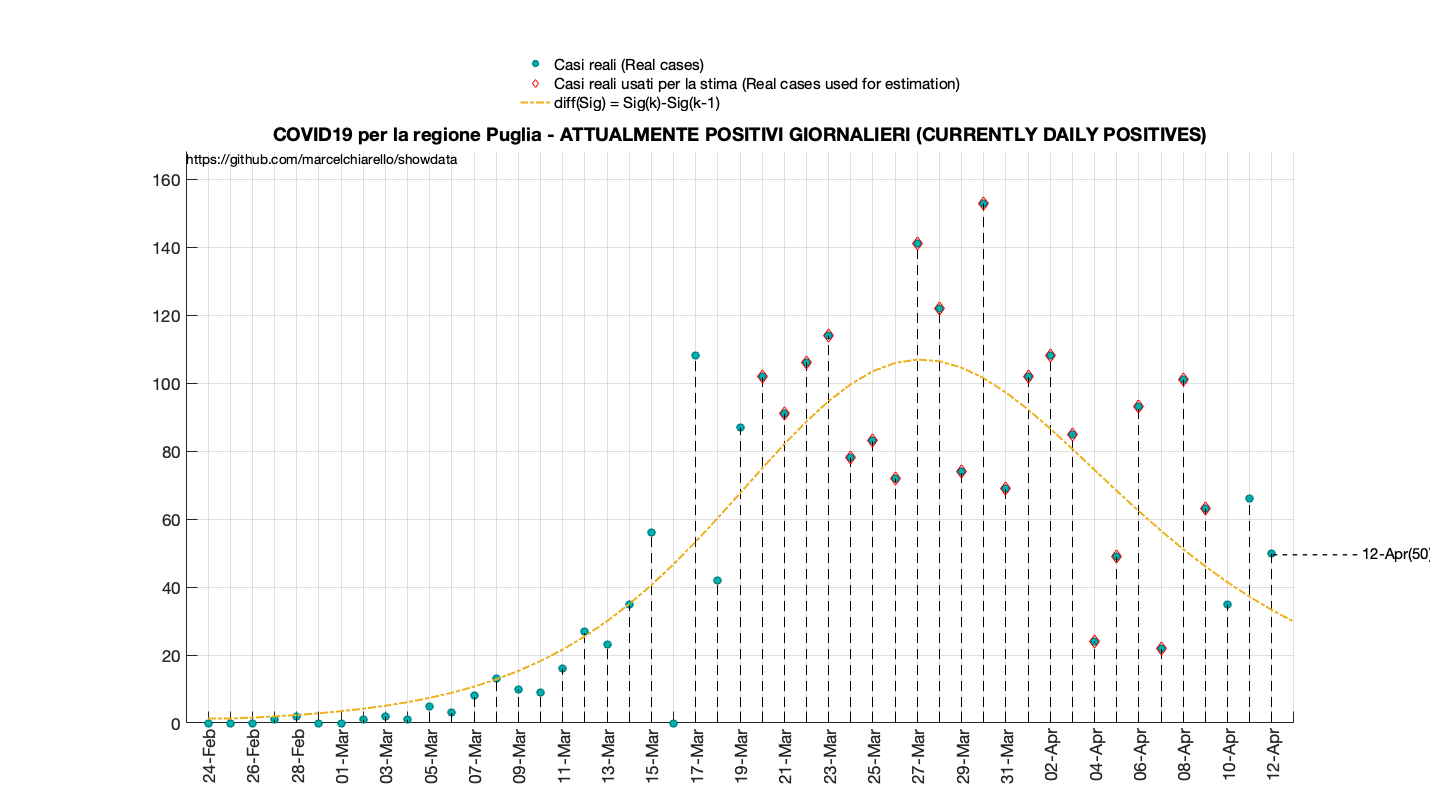 Casi reali (Real cases)
Casi reali usati per la stima (Real cases used for estimation)
diff(Sig) = Sig(k)-Sig(k-1)
COVID19 per la regione Puglia - ATTUALMENTE POSITIVI GIORNALIERI (CURRENTLY DAILY POSITIVES)
https://github.com/marcelchiarello/showdata
160
140
120
100
80
60
40
20
0
12-Apr(50)
24-Feb
26-Feb
28-Feb
01-Mar
03-Mar
05-Mar
07-Mar
09-Mar
11-Mar
13-Mar
15-Mar
17-Mar
19-Mar
21-Mar
23-Mar
25-Mar
27-Mar
29-Mar
31-Mar
02-Apr
04-Apr
06-Apr
08-Apr
10-Apr
12-Apr